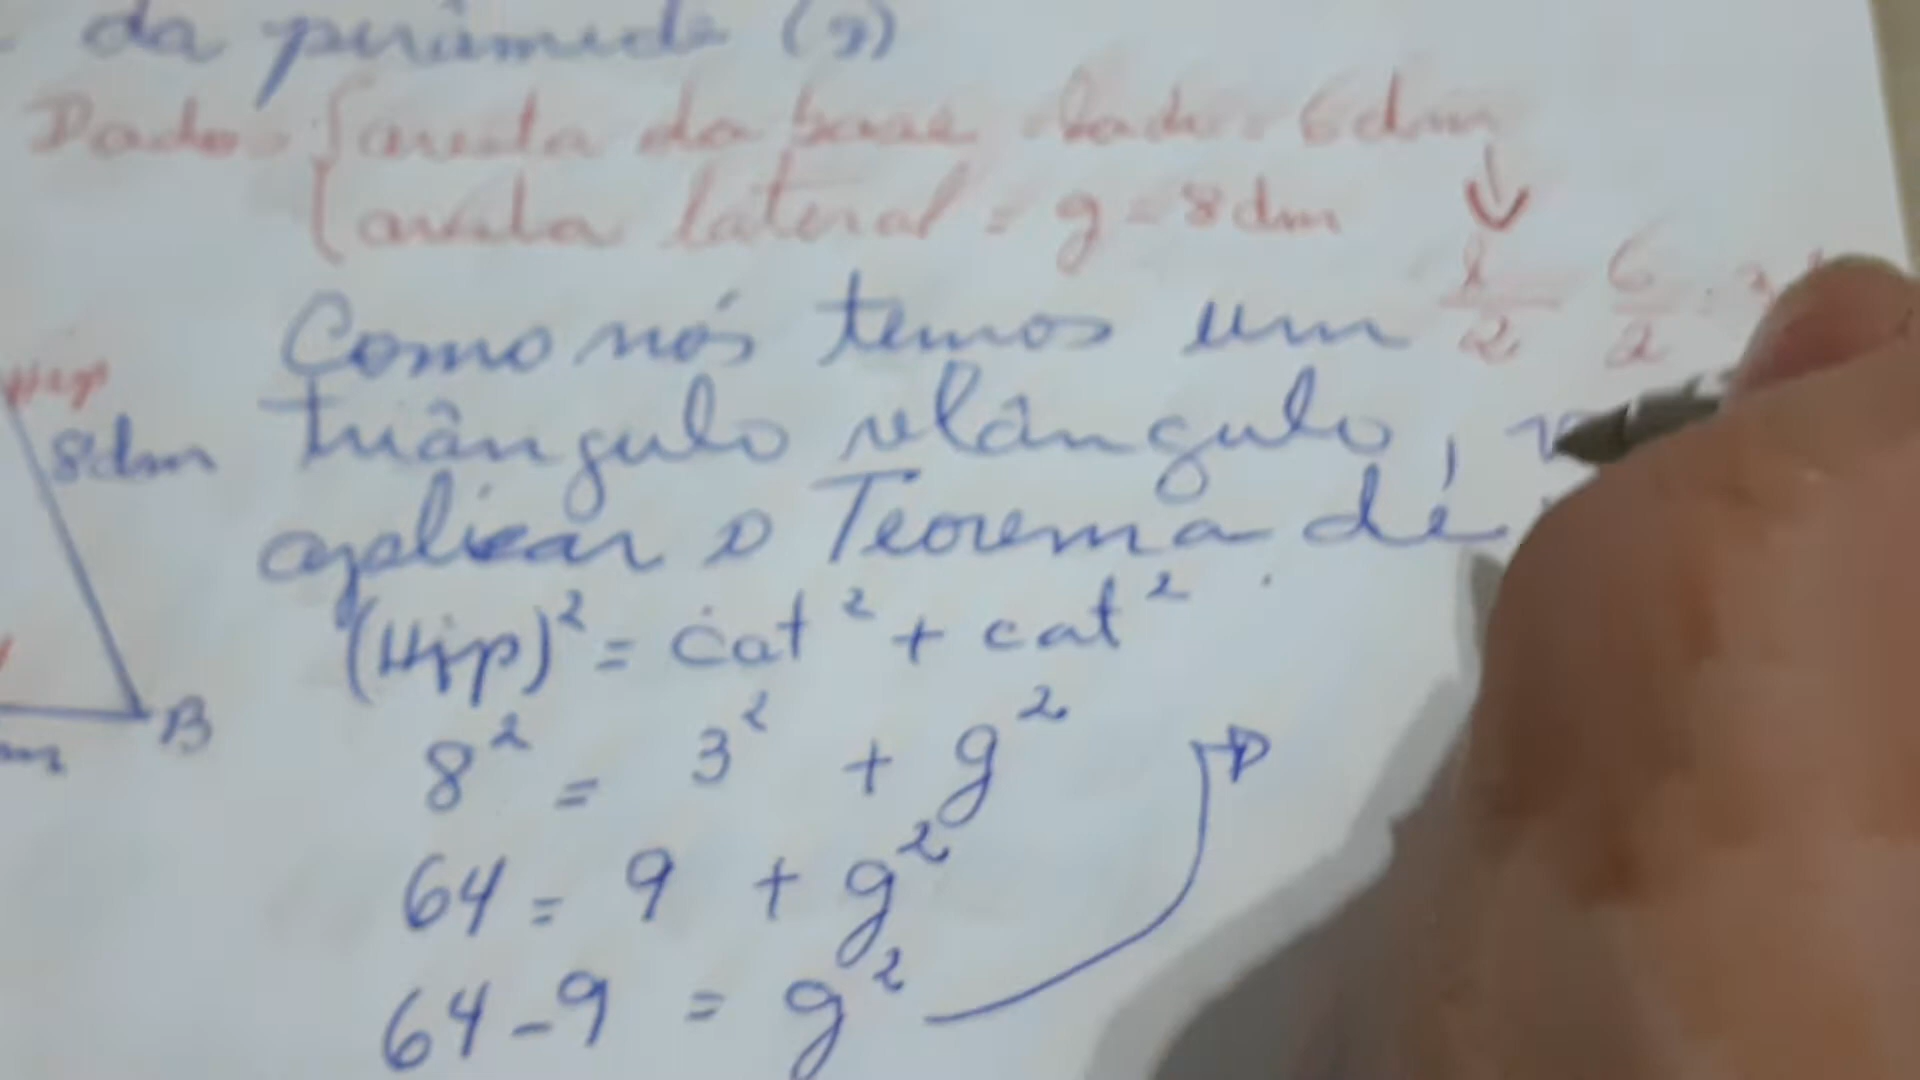 da pirâmide (g)
Dados { aresta da base = lado = 6dm
aresta lateral = g = 8dm
l/2 6/2 =
Como nós temos um
triângulo retângulo,
aplicar o Teorema de
(Hip)² = cat² + cat²
8² = 3² + g²
64 = 9 + g²
64 - 9 = g²
Hip
8dm
B